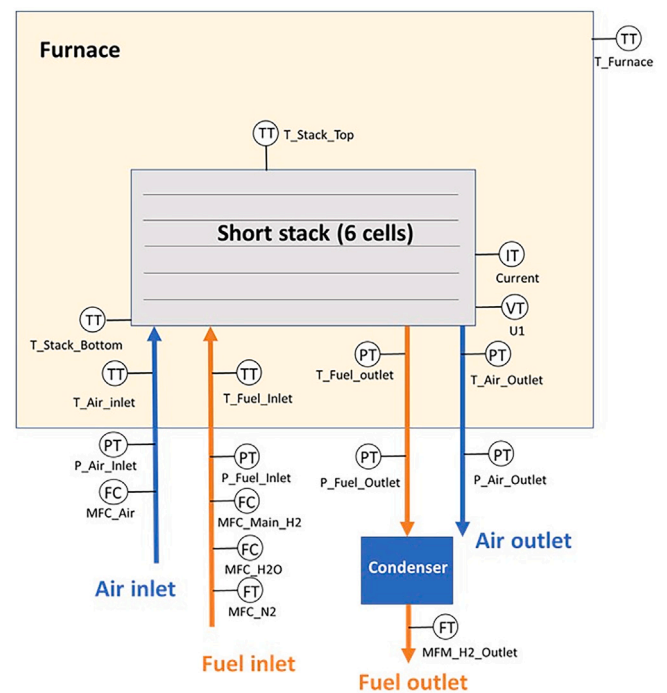 Furnace
TT
T_Furnace
TT
T_Stack_Top
Short stack (6 cells)
IT
Current
VT
U1
TT
T_Stack_Bottom
TT
T_Air_inlet
TT
T_Fuel_Inlet
PT
T_Fuel_outlet
PT
T_Air_Outlet
PT
P_Air_Inlet
FC
MFC_Air
PT
P_Fuel_Inlet
FC
MFC_Main_H2
FC
MFC_H2O
FT
MFC_N2
PT
P_Fuel_Outlet
PT
P_Air_Outlet
Air outlet
Condenser
Air inlet
FT
MFM_H2_Outlet
Fuel inlet
Fuel outlet